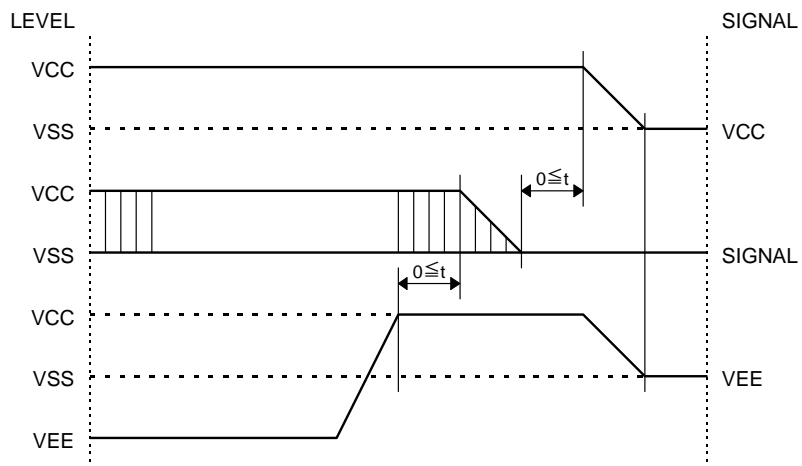 LEVEL SIGNAL
VCC
VSS VCC
VCC 0≦t
VSS SIGNAL
0≦t
VCC
VSS VEE
VEE